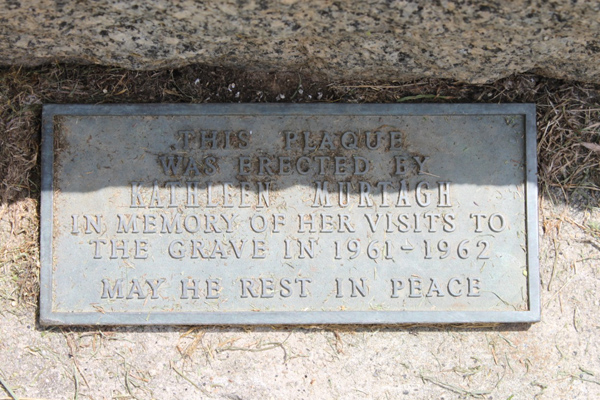 THIS PLAQUE
WAS ERECTED BY
KATHLEEN MURTAGH
IN MEMORY OF HER VISITS TO
THE GRAVE IN 1961-1962
MAY HE REST IN PEACE